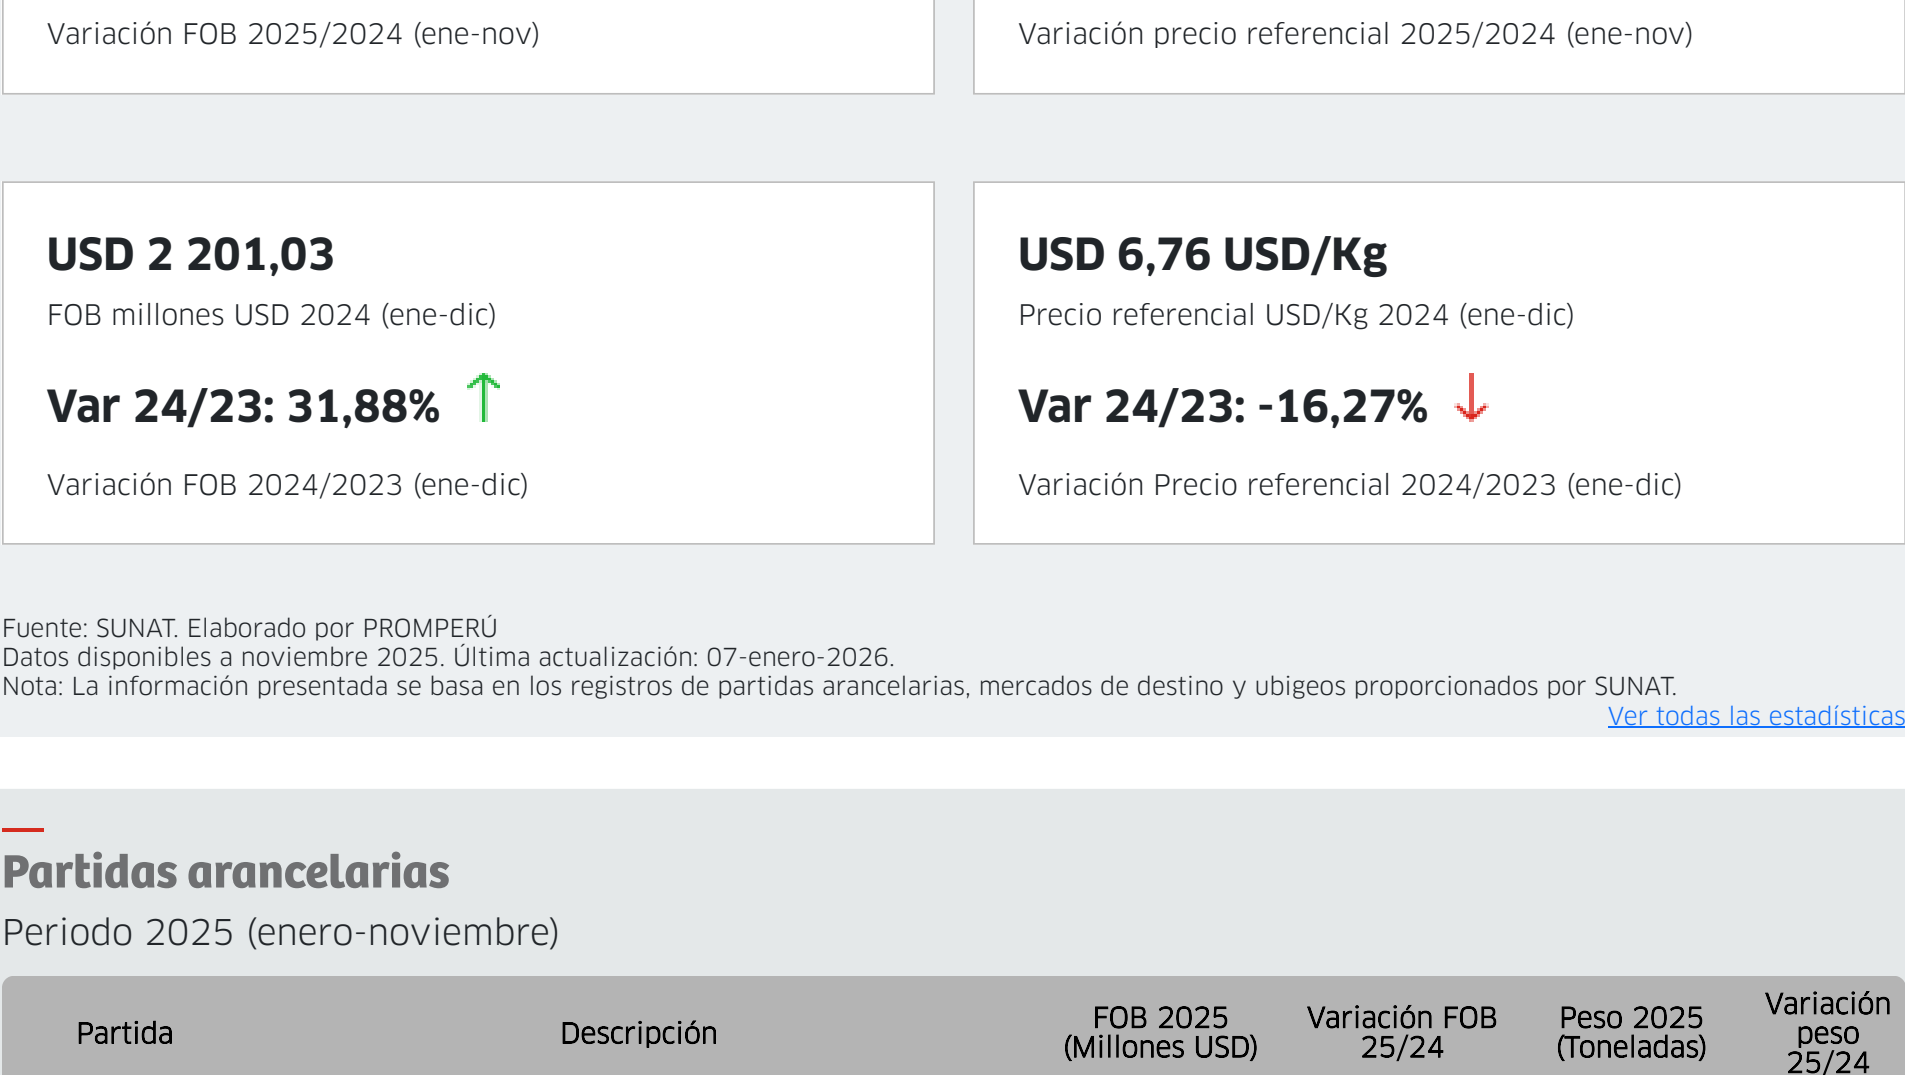 Variación FOB 2025/2024 (ene-nov)
Variación precio referencial 2025/2024 (ene-nov)
USD 2 201,03
FOB millones USD 2024 (ene-dic)
Var 24/23: 31,88%
Variación FOB 2024/2023 (ene-dic)
USD 6,76 USD/Kg
Precio referencial USD/Kg 2024 (ene-dic)
Var 24/23: -16,27%
Variación Precio referencial 2024/2023 (ene-dic)
Fuente: SUNAT. Elaborado por PROMPERÚ
Datos disponibles a noviembre 2025. Última actualización: 07-enero-2026.
Nota: La información presentada se basa en los registros de partidas arancelarias, mercados de destino y ubigeos proporcionados por SUNAT.
Ver todas las estadísticas
Partidas arancelarias
Periodo 2025 (enero-noviembre)
Partida
Descripción
FOB 2025
(Millones USD)
Variación FOB
25/24
Peso 2025
(Toneladas)
Variación
peso
25/24